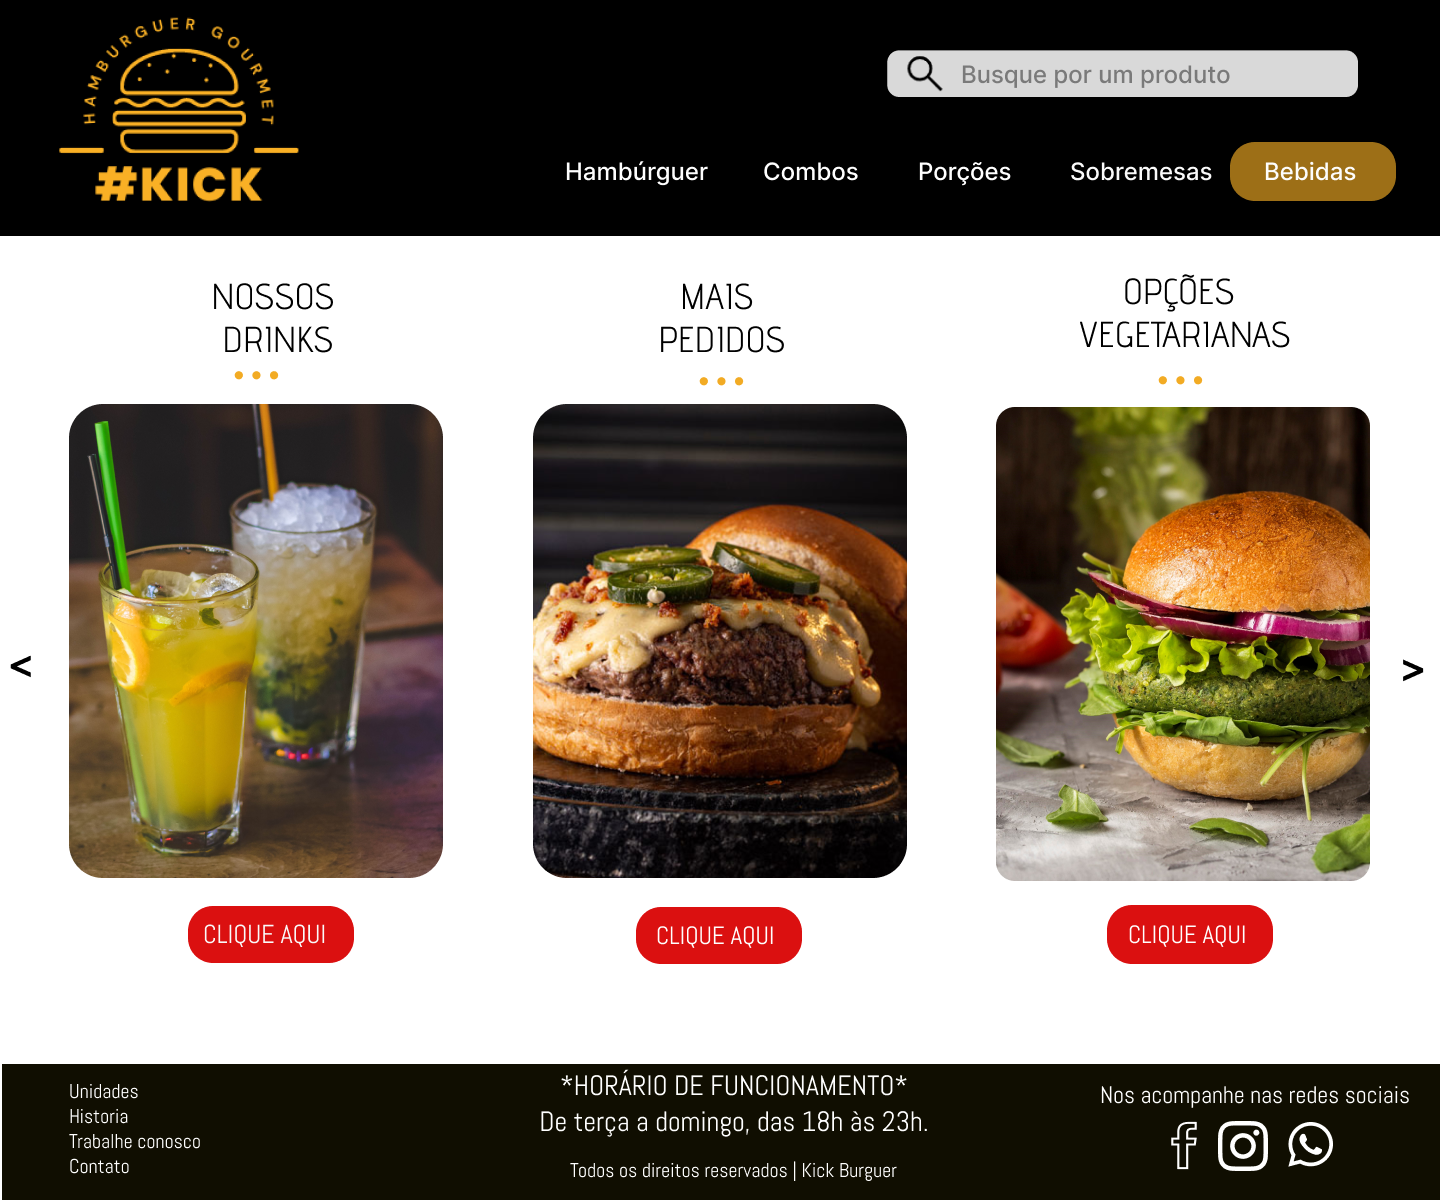 HAMBURGUER GOURMET
#KICK
Busque por um produto
Hambúrguer Combos Porções Sobremesas Bebidas
NOSSOS
DRINKS
MAIS
PEDIDOS
OPÇÕES
VEGETARIANAS
<
>
CLIQUE AQUI
CLIQUE AQUI
CLIQUE AQUI
Unidades
Historia
Trabalhe conosco
Contato
*HORÁRIO DE FUNCIONAMENTO*
De terça a domingo, das 18h às 23h.
Todos os direitos reservados | Kick Burguer
Nos acompanhe nas redes sociais